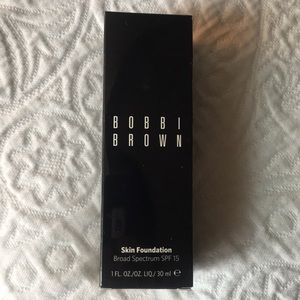 BOBBI
BROWN
Skin Foundation
Broad Spectrum SPF 15
1 FL. OZ./OZ. LIQ./30 ml ℮